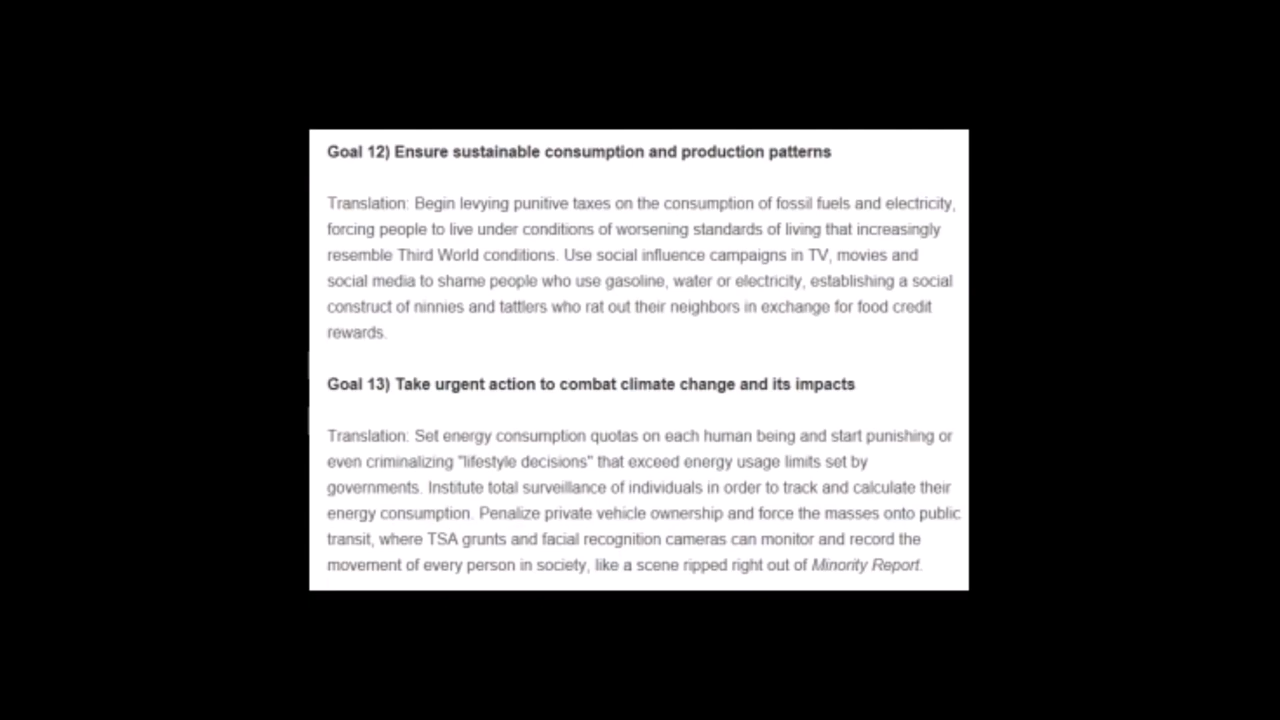 Goal 12) Ensure sustainable consumption and production patterns
Translation: Begin levying punitive taxes on the consumption of fossil fuels and electricity,
forcing people to live under conditions of worsening standards of living that increasingly
resemble Third World conditions. Use social influence campaigns in TV, movies and
social media to shame people who use gasoline, water or electricity, establishing a social
construct of ninnies and tattlers who rat out their neighbors in exchange for food credit
rewards.
Goal 13) Take urgent action to combat climate change and its impacts
Translation: Set energy consumption quotas on each human being and start punishing or
even criminalizing "lifestyle decisions" that exceed energy usage limits set by
governments. Institute total surveillance of individuals in order to track and calculate their
energy consumption. Penalize private vehicle ownership and force the masses onto public
transit, where TSA grunts and facial recognition cameras can monitor and record the
movement of every person in society, like a scene ripped right out of Minority Report.